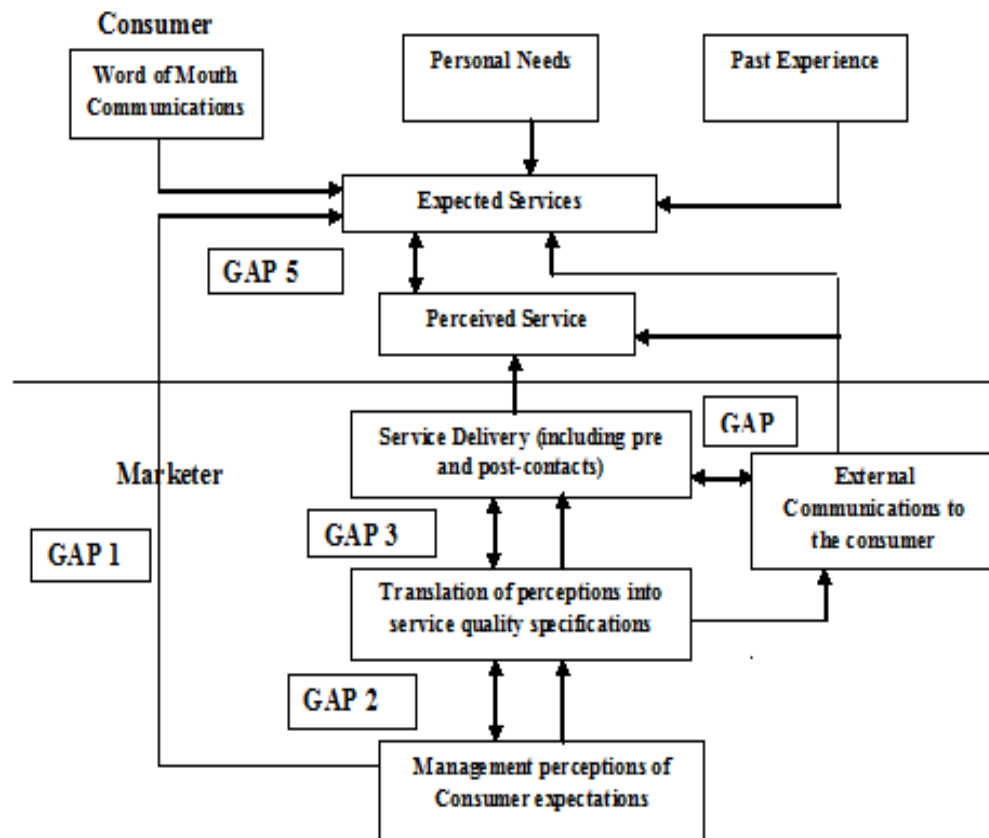 Consumer
Word of Mouth
Communications
Personal Needs
Past Experience
Expected Services
GAP 5
Perceived Service
GAP
Service Delivery (including pre
and post-contacts)
Marketer
External
Communications to
the consumer
GAP 3
GAP 1
Translation of perceptions into
service quality specifications
GAP 2
Management perceptions of
Consumer expectations